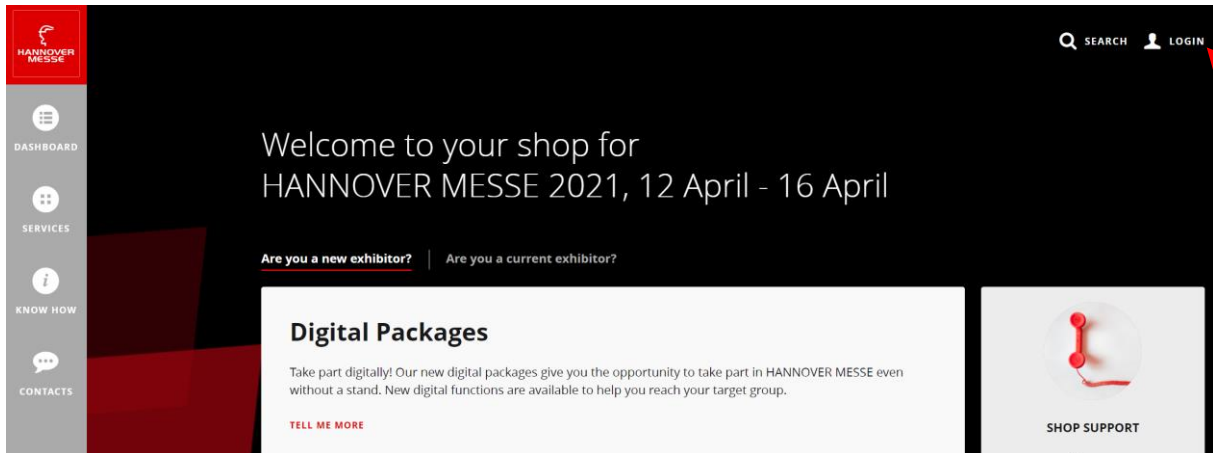 HANNOVER
MESSE
SEARCH LOGIN
DASHBOARD
SERVICES
KNOW HOW
CONTACTS
Welcome to your shop for
HANNOVER MESSE 2021, 12 April - 16 April
Are you a new exhibitor? Are you a current exhibitor?
Digital Packages
Take part digitally! Our new digital packages give you the opportunity to take part in HANNOVER MESSE even
without a stand. New digital functions are available to help you reach your target group.
TELL ME MORE
SHOP SUPPORT